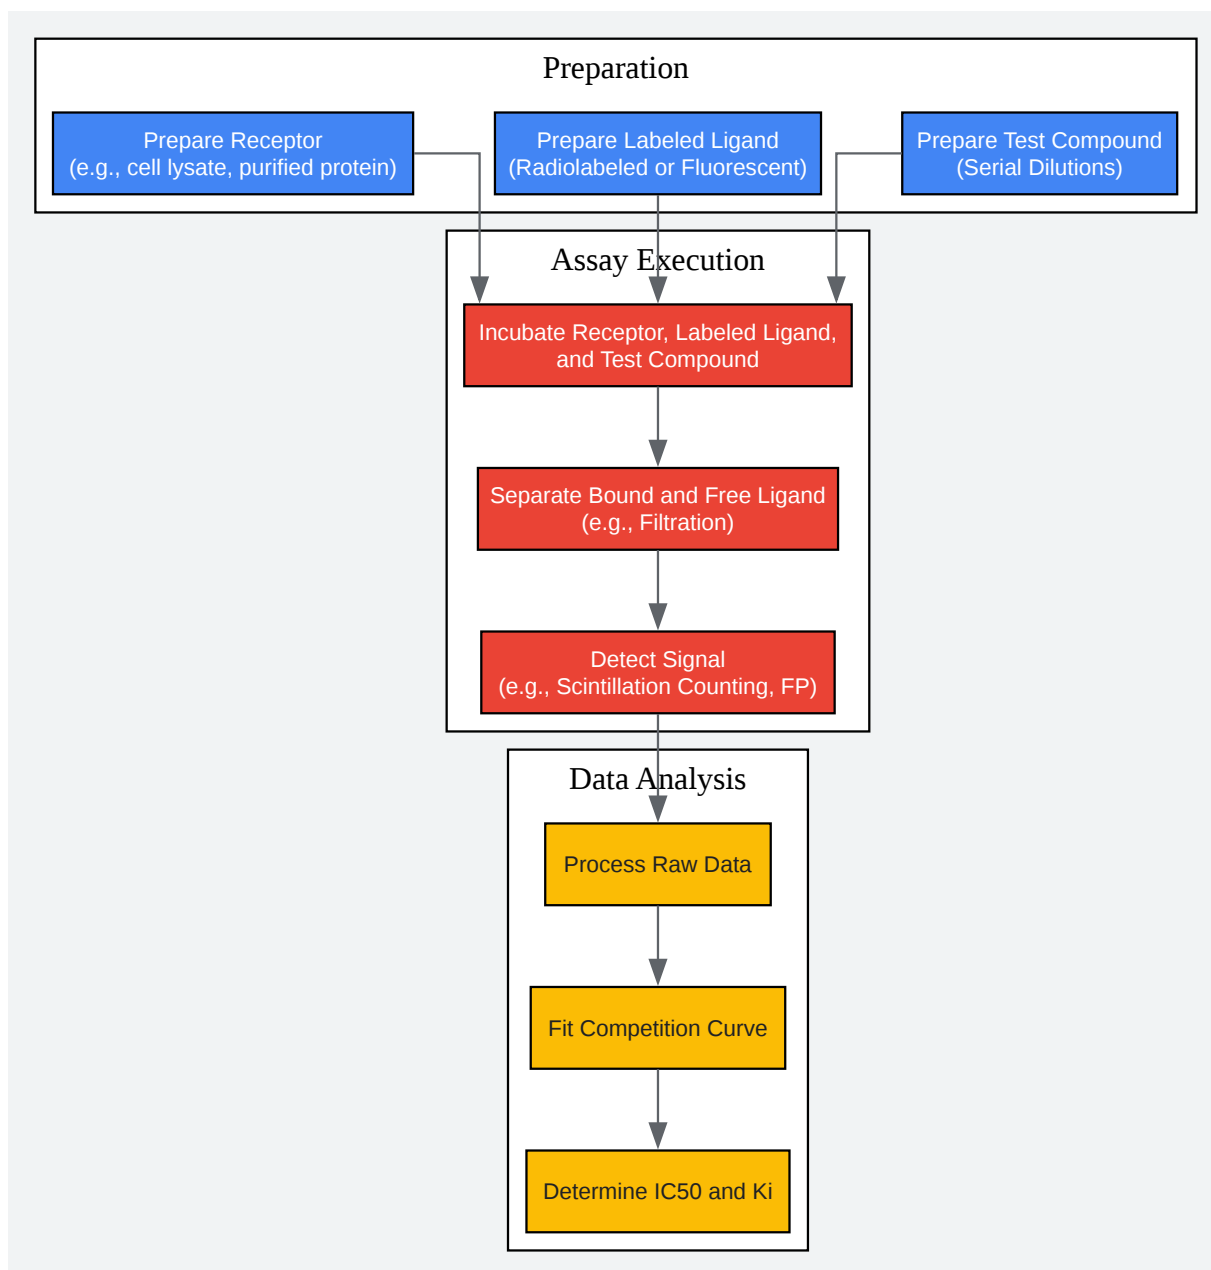 Preparation
Prepare Receptor
(e.g., cell lysate, purified protein)
Prepare Labeled Ligand
(Radiolabeled or Fluorescent)
Prepare Test Compound
(Serial Dilutions)
Assay Execution
Incubate Receptor, Labeled Ligand,
and Test Compound
Separate Bound and Free Ligand
(e.g., Filtration)
Detect Signal
(e.g., Scintillation Counting, FP)
Data Analysis
Process Raw Data
Fit Competition Curve
Determine IC50 and Ki